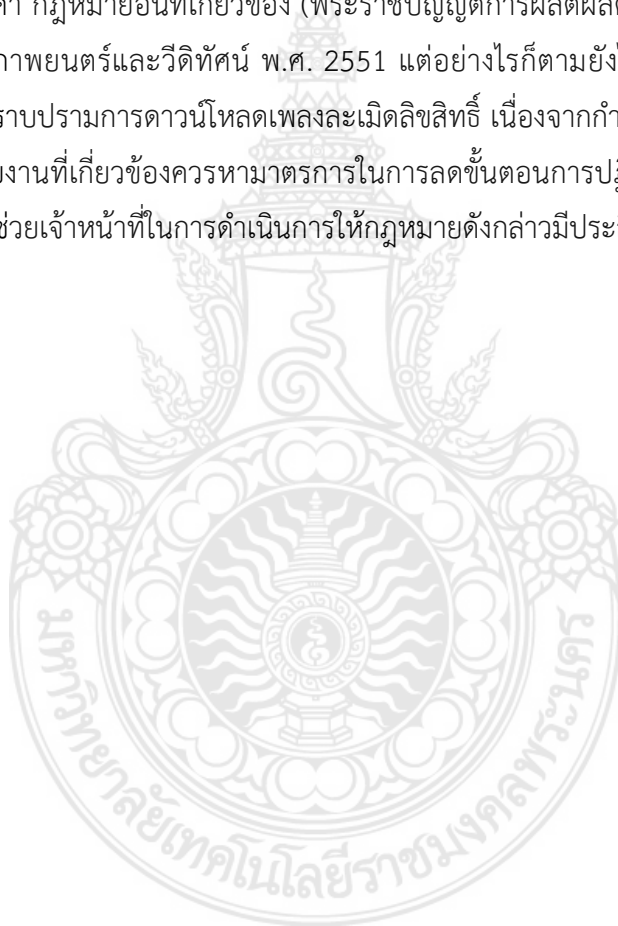 กฎหมายอื่นที่เกี่ยวข้อง (พระราชบัญญัติการผลิตผลิต
ภาพยนตร์และวีดิทัศน์ พ.ศ. 2551 แต่อย่างไรก็ตามยังไ
ราบปรามการดาวน์โหลดเพลงละเมิดลิขสิทธิ์ เนื่องจากกำ
งานที่เกี่ยวข้องควรหามาตรการในการลดขั้นตอนการปฏิ
ช่วยเจ้าหน้าที่ในการดำเนินการให้กฎหมายดังกล่าวมีประ
มหาวิทยาลัยเทคโนโลยีราชมงคลพระนคร